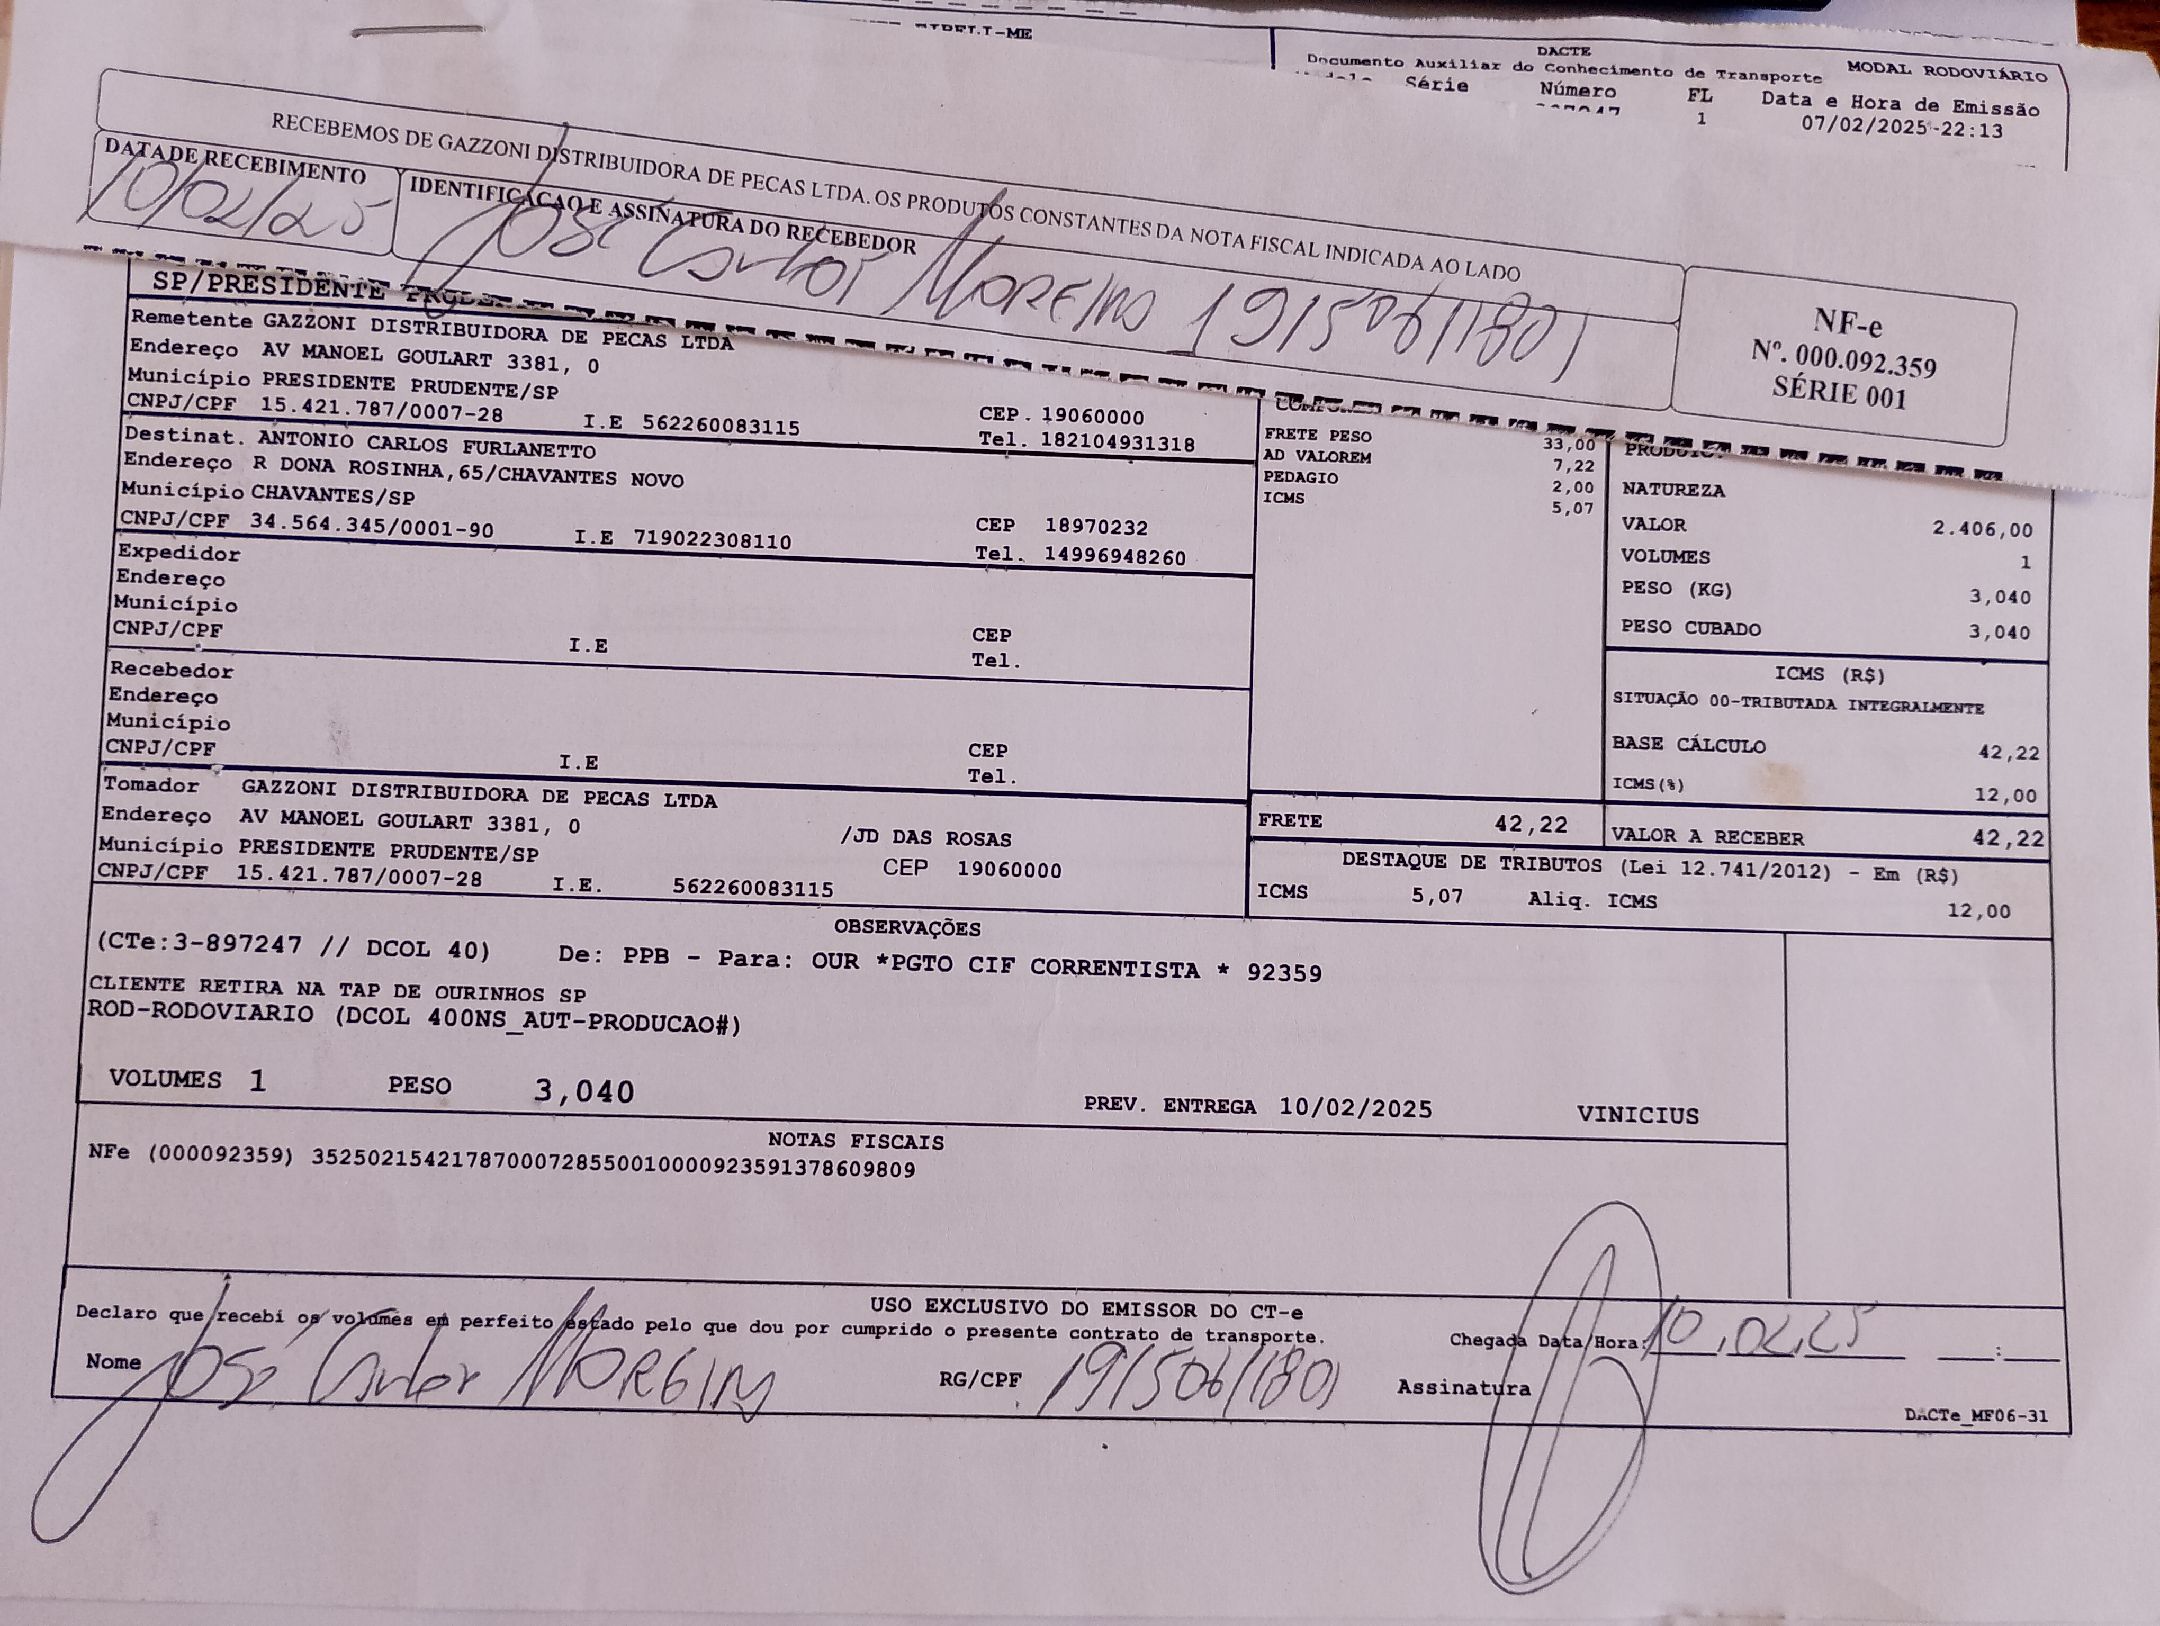 DACTE
MODAL RODOVIÁRIO
Documento Auxiliar do Conhecimento de Transporte
Série Número FL Data e Hora de Emissão
1 07/02/2025-22:13
RECEBEMOS DE GAZZONI DISTRIBUIDORA DE PECAS LTDA. OS PRODUTOS CONSTANTES DA NOTA FISCAL INDICADA AO LADO
DATA DE RECEBIMENTO
IDENTIFICACAO E ASSINATURA DO RECEBEDOR
10/02/25
José Carlos
NF-e
Nº. 000.092.359
SÉRIE 001
SP/PRESIDENTE
Remetente GAZZONI DISTRIBUIDORA DE PECAS LTDA
Endereço AV MANOEL GOULART 3381, 0
Município PRESIDENTE PRUDENTE/SP
CEP. 19060000
CNPJ/CPF 15.421.787/0007-28 I.E 562260083115
Tel. 182104931318
Destinat. ANTONIO CARLOS FURLANETTO
Endereço R DONA ROSINHA,65/CHAVANTES NOVO
Município CHAVANTES/SP
CEP 18970232
CNPJ/CPF 34.564.345/0001-90 I.E 719022308110
Tel. 14996948260
Expedidor
Endereço
Município
CEP
CNPJ/CPF I.E
Tel.
Recebedor
Endereço
Município
CEP
CNPJ/CPF I.E
Tel.
Tomador GAZZONI DISTRIBUIDORA DE PECAS LTDA
Endereço AV MANOEL GOULART 3381, 0 /JD DAS ROSAS
Município PRESIDENTE PRUDENTE/SP CEP 19060000
CNPJ/CPF 15.421.787/0007-28 I.E. 562260083115
FRETE PESO 33,00
AD VALOREM 7,22
PEDAGIO 2,00
ICMS 5,07
NATUREZA
VALOR 2.406,00
VOLUMES 1
PESO (KG) 3,040
PESO CUBADO 3,040
ICMS (R$)
SITUAÇÃO 00-TRIBUTADA INTEGRALMENTE
BASE CÁLCULO 42,22
ICMS(%) 12,00
FRETE 42,22
VALOR A RECEBER 42,22
DESTAQUE DE TRIBUTOS (Lei 12.741/2012) - Em (R$)
ICMS 5,07 Aliq. ICMS 12,00
OBSERVAÇÕES
(CTe:3-897247 // DCOL 40) De: PPB - Para: OUR *PGTO CIF CORRENTISTA * 92359
CLIENTE RETIRA NA TAP DE OURINHOS SP
ROD-RODOVIARIO (DCOL 400NS_AUT-PRODUCAO#)
VOLUMES 1 PESO 3,040
PREV. ENTREGA 10/02/2025 VINICIUS
NOTAS FISCAIS
NFe (000092359) 35250215421787000728550010000923591378609809
USO EXCLUSIVO DO EMISSOR DO CT-e
Declaro que recebi os volumes em perfeito estado pelo que dou por cumprido o presente contrato de transporte.
Chegada Data/Hora: 10,02,25 :
Nome José Carlos
RG/CPF
Assinatura
DACTe_MF06-31